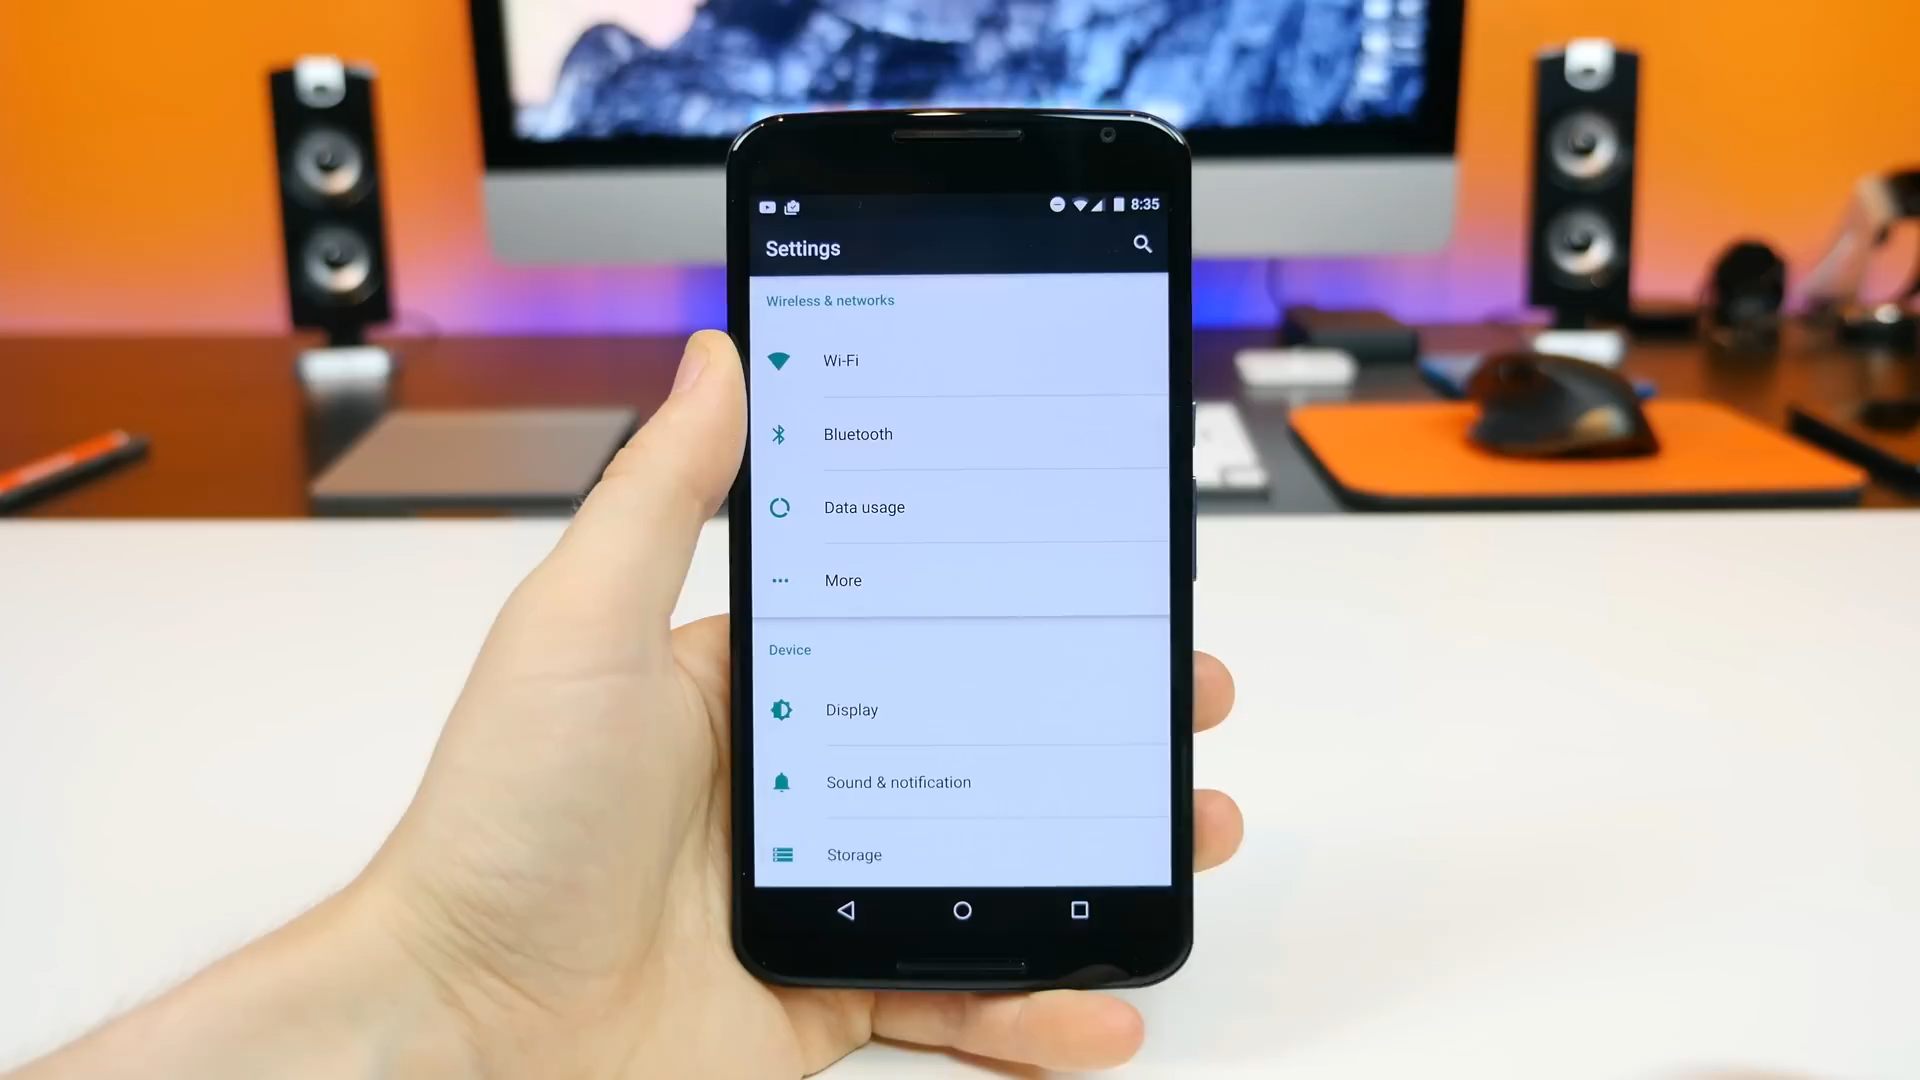 8:35
Settings
Wireless & networks
Wi-Fi
Bluetooth
Data usage
More
Device
Display
Sound & notification
Storage